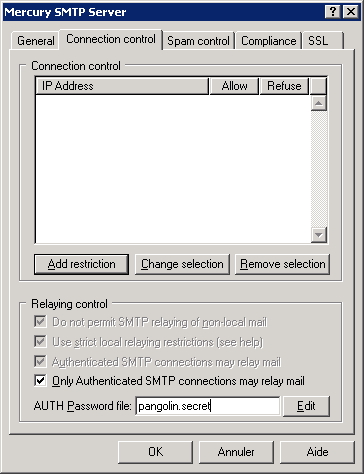 Mercury SMTP Server
General Connection control Spam control Compliance SSL
Connection control
IP Address Allow Refuse
Add restriction Change selection Remove selection
Relaying control
Do not permit SMTP relaying of non-local mail
Use strict local relaying restrictions (see help)
Authenticated SMTP connections may relay mail
Only Authenticated SMTP connections may relay mail
AUTH Password file: pangolin.secret Edit
OK Annuler Aide